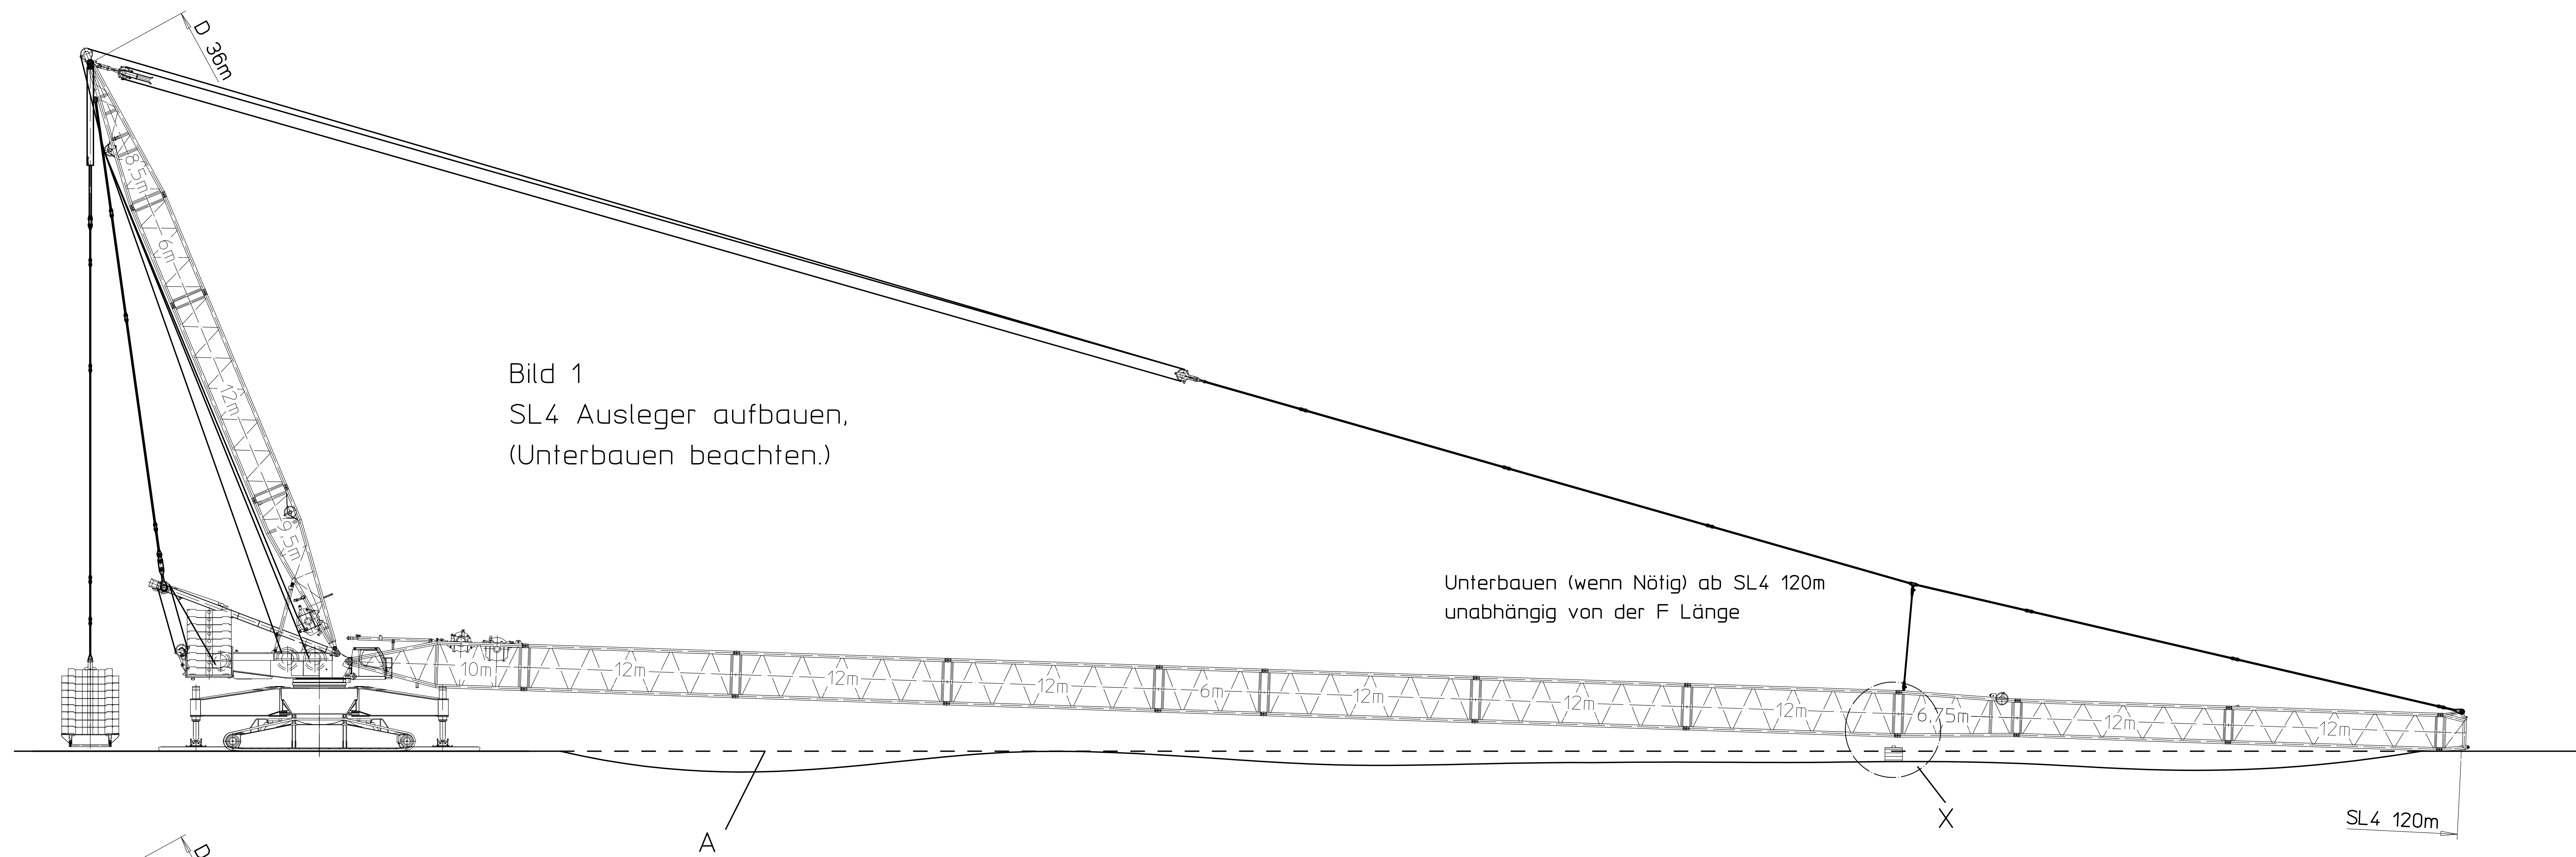 D 36m
8,5m
6m
12m
9,5m
Bild 1
SL4 Ausleger aufbauen,
(Unterbauen beachten.)
Unterbauen (wenn Nötig) ab SL4 120m
unabhängig von der F Länge
10m
12m
12m
12m
6m
12m
12m
12m
6,75m
12m
12m
A
X
SL4 120m
D